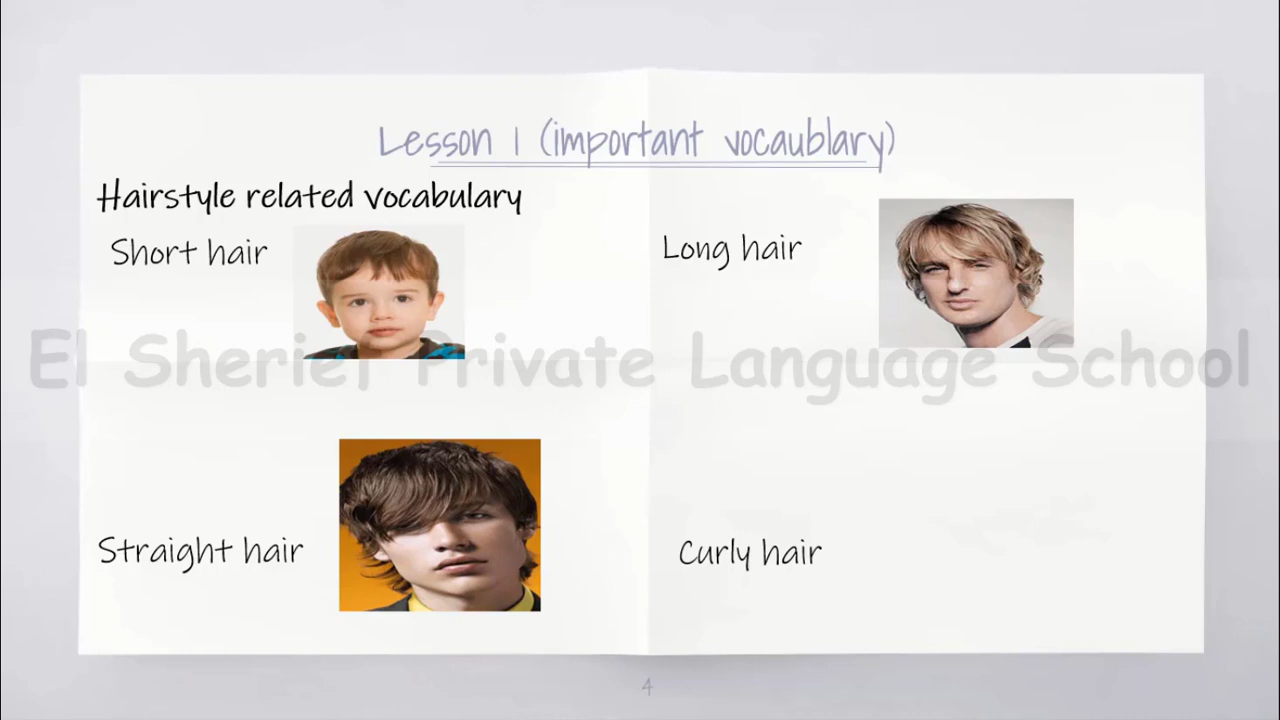 Lesson 1 (important vocaublary)
Hairstyle related vocabulary
Short hair
Long hair
El Sherief Private Language School
Straight hair
Curly hair
4